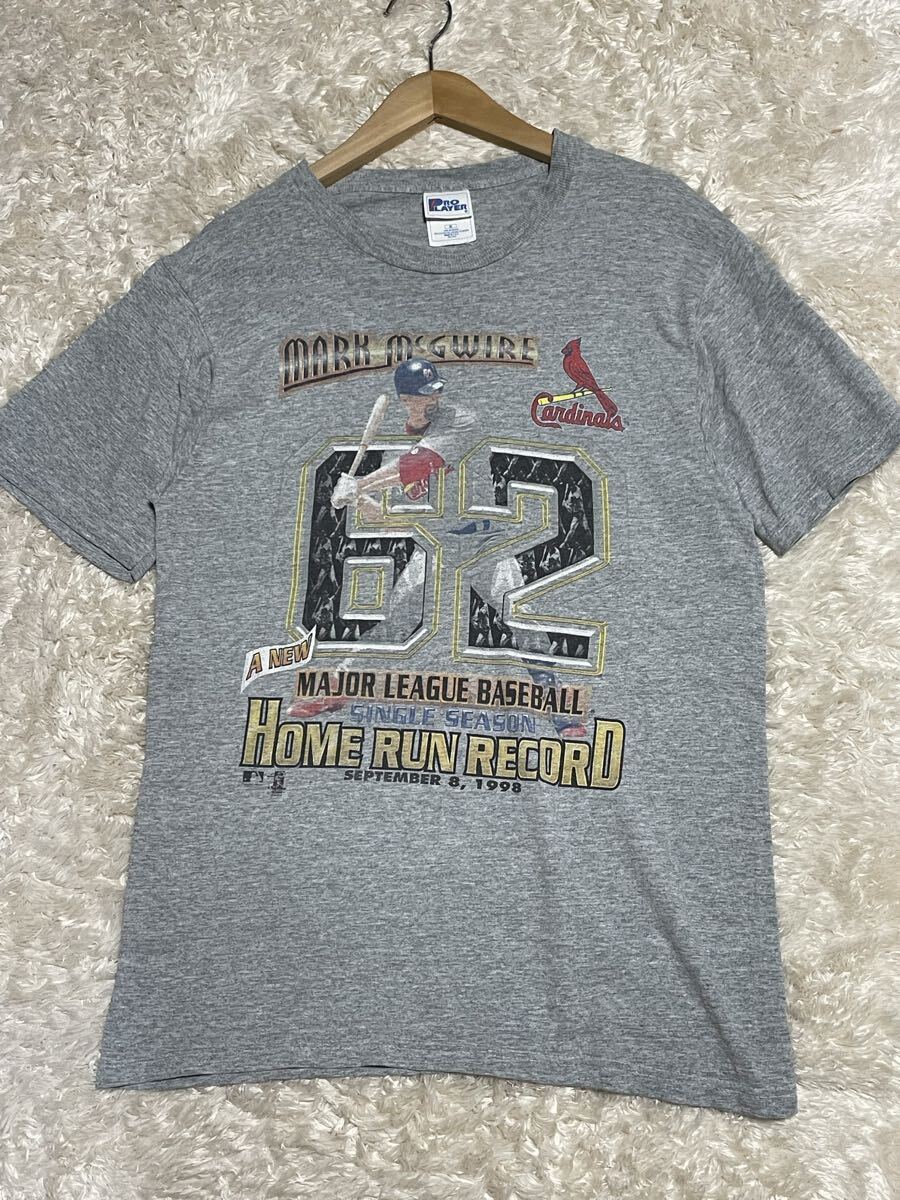 PRO
PLAYER
MARK McGWIRE
Cardinals
62
A NEW
MAJOR LEAGUE BASEBALL
SINGLE SEASON
HOME RUN RECORD
SEPTEMBER 8, 1998